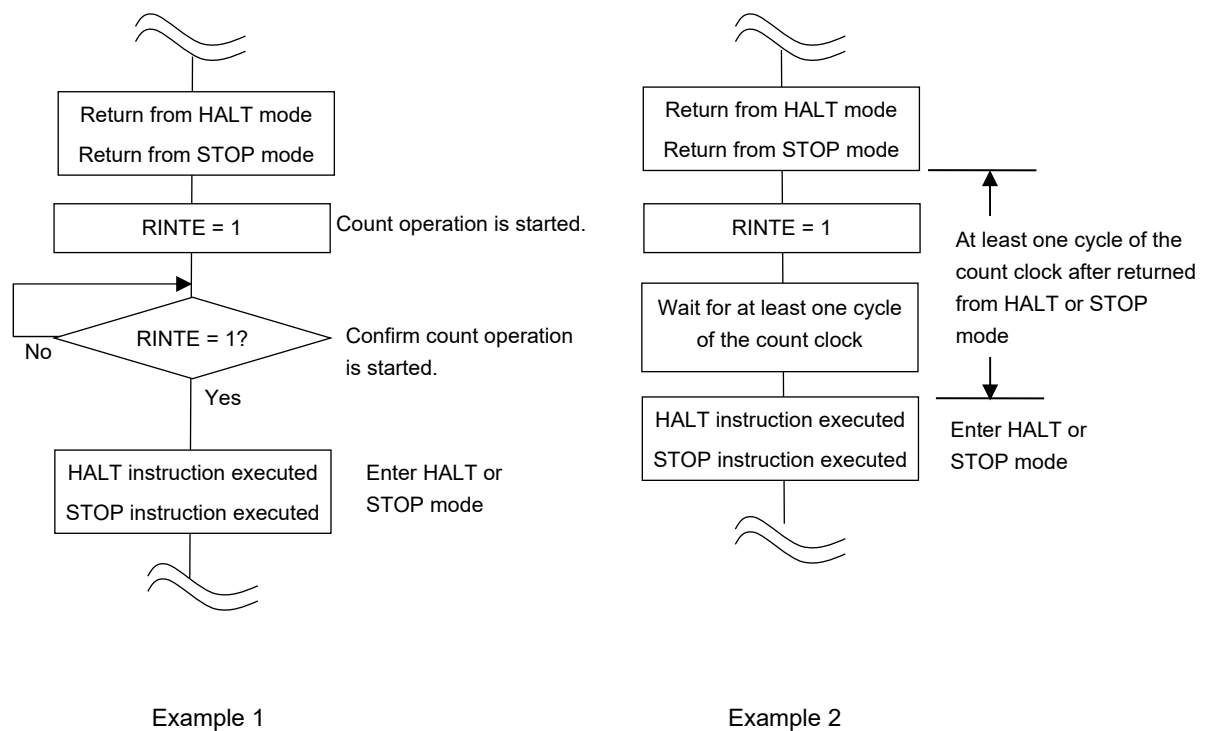 Return from HALT mode
Return from STOP mode
RINTE = 1
Count operation is started.
RINTE = 1?
No
Confirm count operation
is started.
Yes
HALT instruction executed
STOP instruction executed
Enter HALT or
STOP mode
Example 1
Return from HALT mode
Return from STOP mode
RINTE = 1
At least one cycle of the
count clock after returned
from HALT or STOP
mode
Wait for at least one cycle
of the count clock
HALT instruction executed
STOP instruction executed
Enter HALT or
STOP mode
Example 2